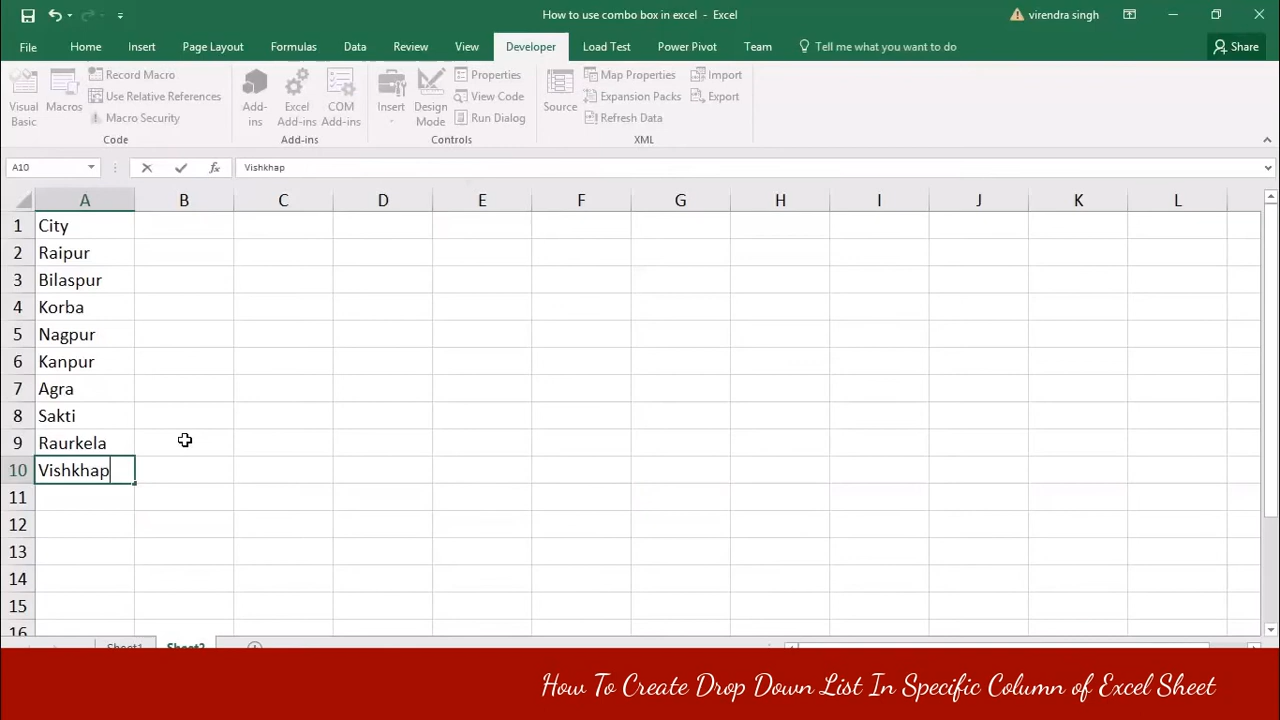 How to use combo box in excel - Excel
virendra singh
File Home Insert Page Layout Formulas Data Review View Developer Load Test Power Pivot Team Tell me what you want to do Share
Visual Basic
Macros
Record Macro
Use Relative References
Macro Security
Code
Add-ins
Excel Add-ins
COM Add-ins
Add-ins
Insert
Design Mode
Properties
View Code
Run Dialog
Controls
Source
Map Properties
Expansion Packs
Refresh Data
Import
Export
XML
A10 fx Vishkhap
A B C D E F G H I J K L
1 City
2 Raipur
3 Bilaspur
4 Korba
5 Nagpur
6 Kanpur
7 Agra
8 Sakti
9 Raurkela
10 Vishkhap
11
12
13
14
15
16
Sheet1 Sheet2
How To Create Drop Down List In Specific Column of Excel Sheet